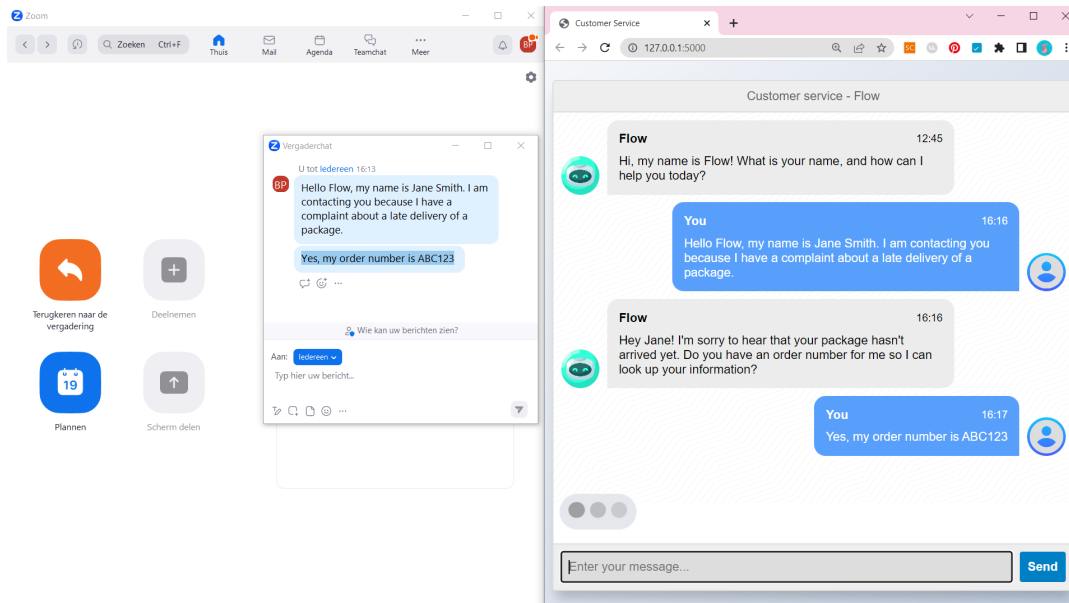 Zoom
Zoeken Ctrl+F
Thuis
Mail
Agenda
Teamchat
Meer
BP
Terugkeren naar de
vergadering
Deelnemen
19
Plannen
Scherm delen
Vergaderchat
U tot Iedereen 16:13
BP
Hello Flow, my name is Jane Smith. I am
contacting you because I have a
complaint about a late delivery of a
package.
Yes, my order number is ABC123
Wie kan uw berichten zien?
Aan: Iedereen
Typ hier uw bericht...
Customer Service
127.0.0.1:5000
SC
Customer service - Flow
Flow 12:45
Hi, my name is Flow! What is your name, and how can I
help you today?
You 16:16
Hello Flow, my name is Jane Smith. I am contacting you
because I have a complaint about a late delivery of a
package.
Flow 16:16
Hey Jane! I'm sorry to hear that your package hasn't
arrived yet. Do you have an order number for me so I can
look up your information?
You 16:17
Yes, my order number is ABC123
Enter your message...
Send